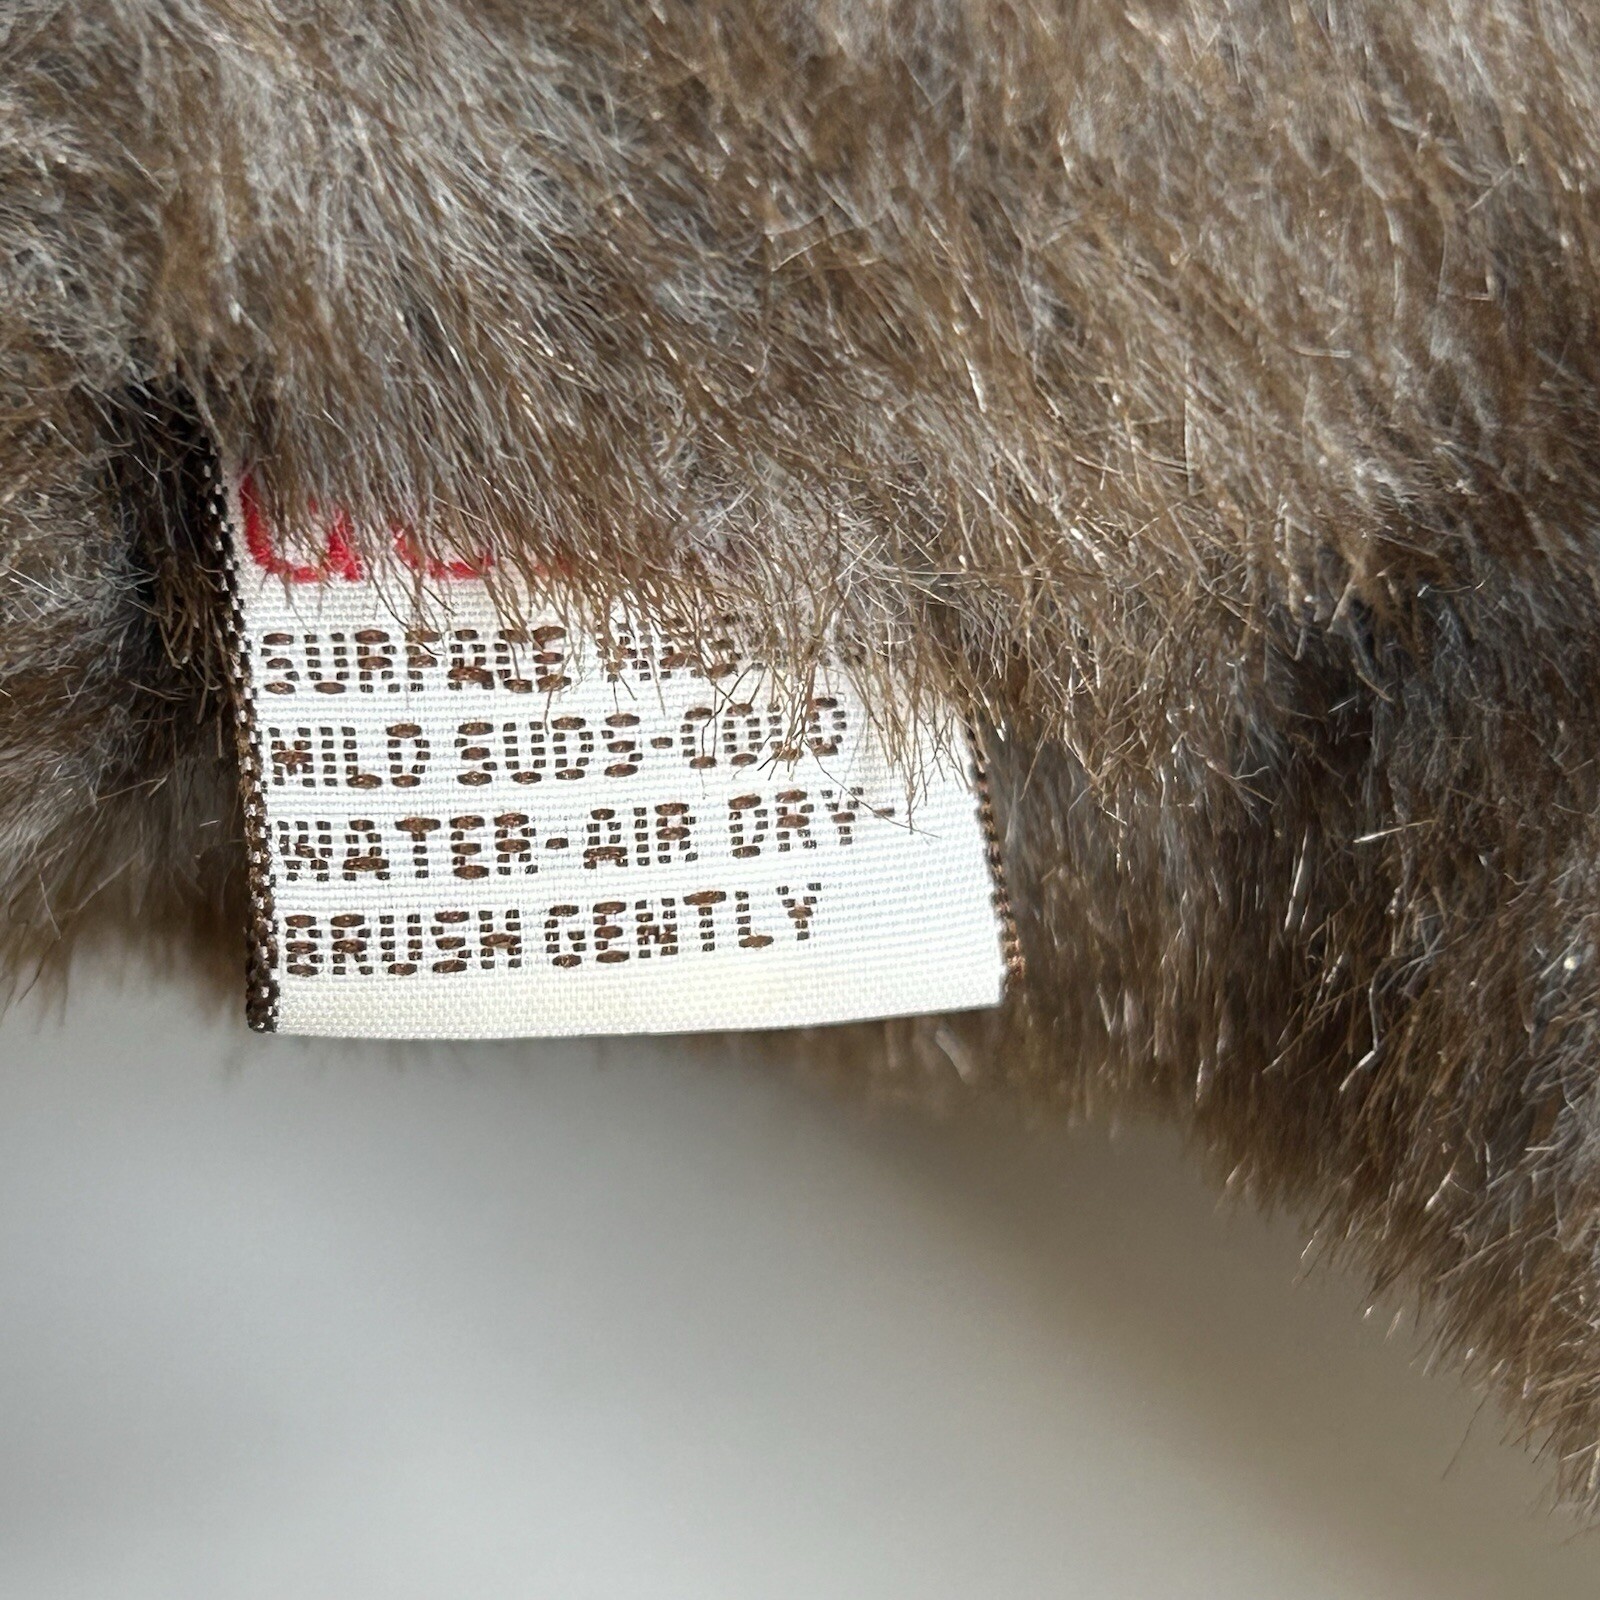 SURFACE
MILD SUDS-COLD
WATER-AIR DRY-
BRUSH GENTLY